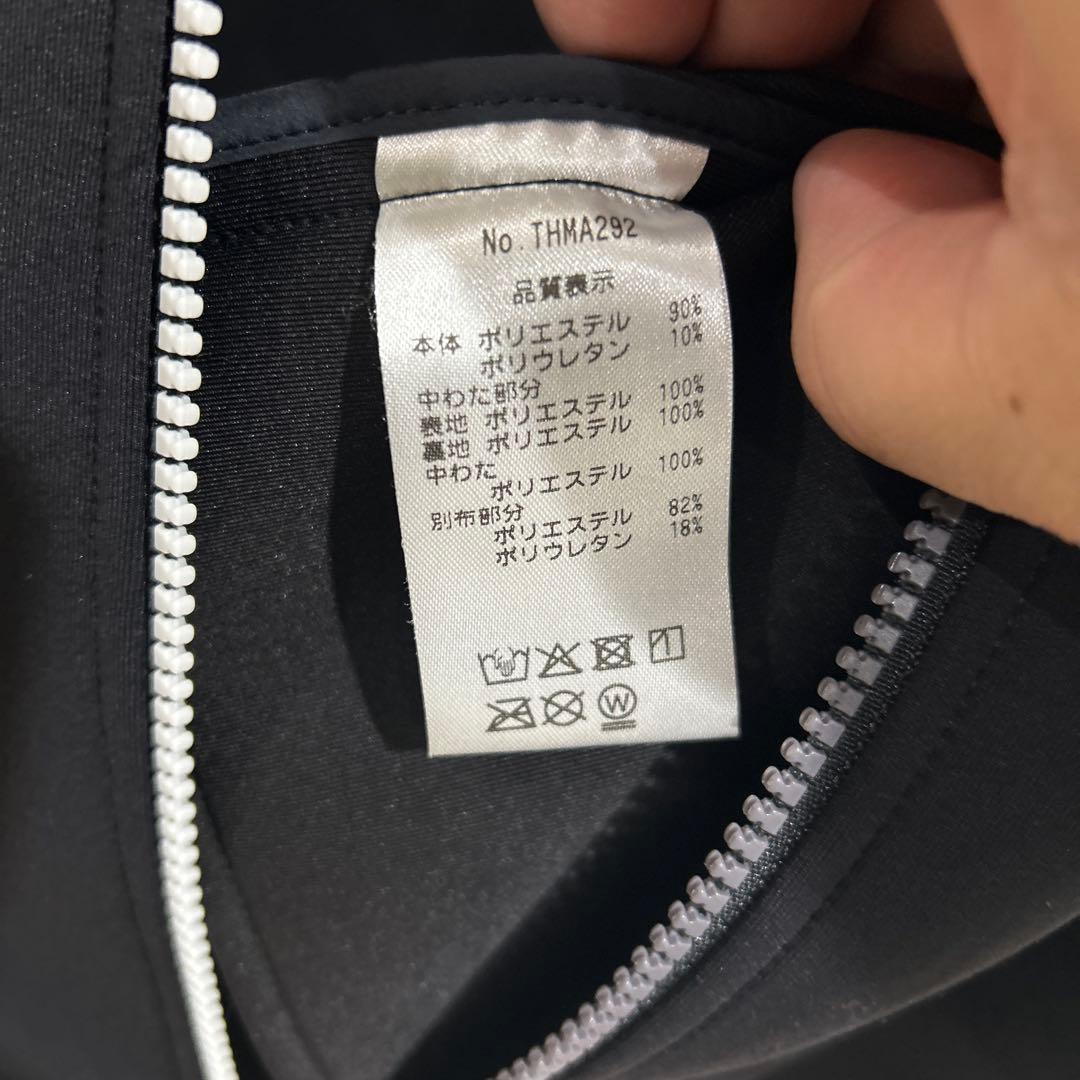 No.THMA292
品質表示
本体 ポリエステル 90%
ポリウレタン 10%
中わた部分
表地 ポリエステル 100%
裏地 ポリエステル 100%
中わた
ポリエステル 100%
別布部分
ポリエステル 82%
ポリウレタン 18%
W